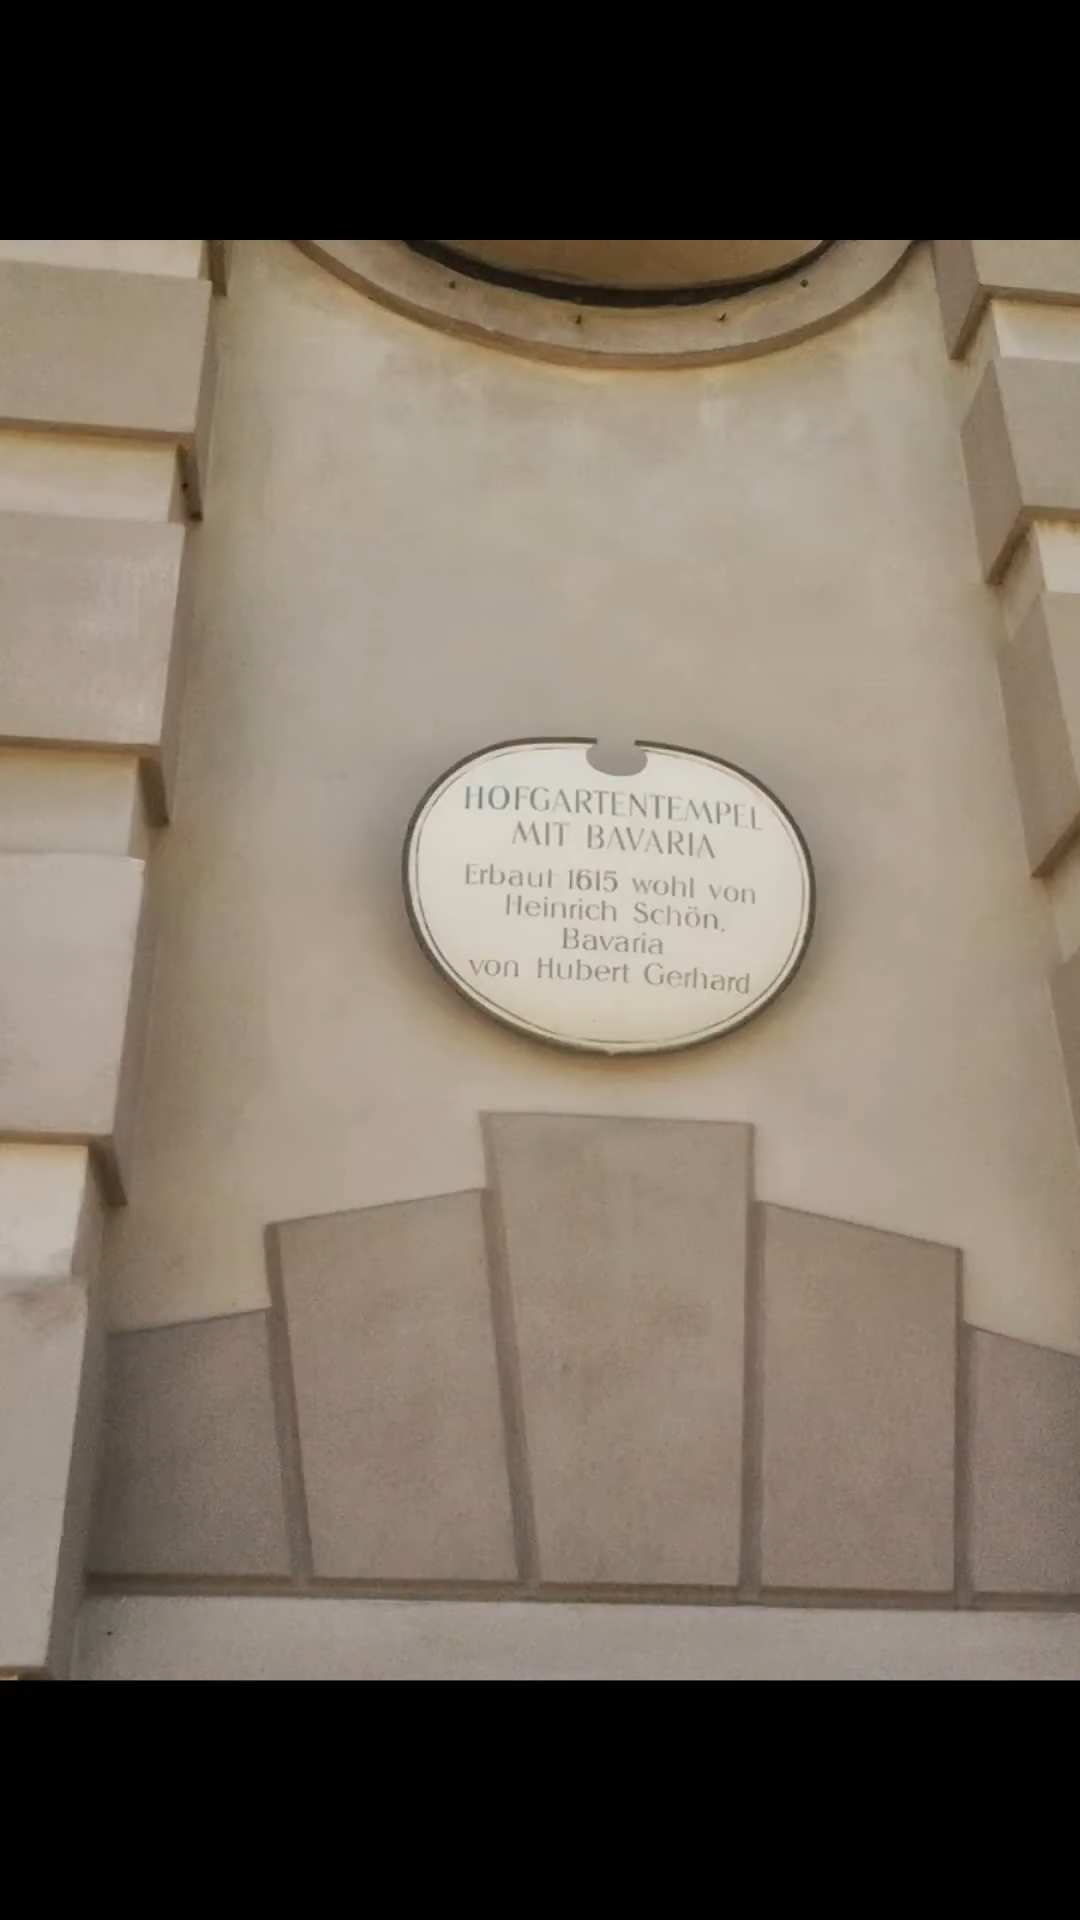 HOFGARTENTEMPEL
MIT BAVARIA
Erbaut 1615 wohl von
Heinrich Schön,
Bavaria
von Hubert Gerhard